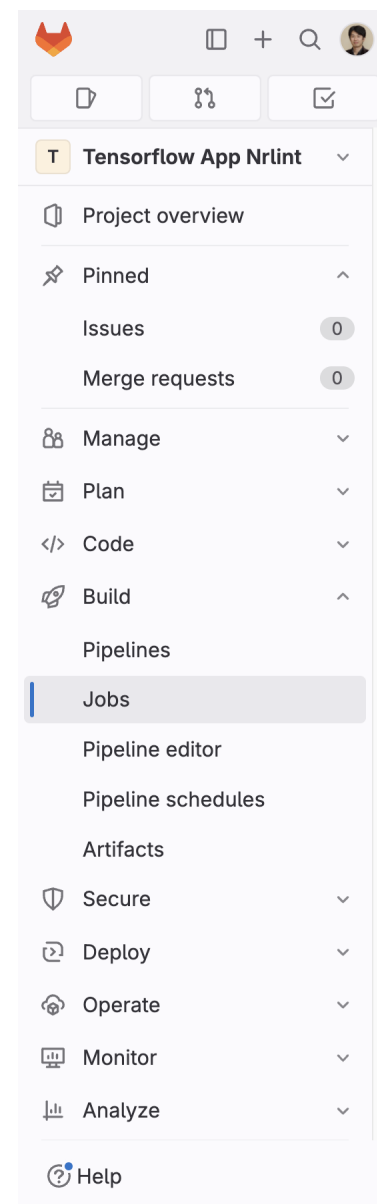 T Tensorflow App Nrlint
Project overview
Pinned
Issues 0
Merge requests 0
Manage
Plan
Code
Build
Pipelines
Jobs
Pipeline editor
Pipeline schedules
Artifacts
Secure
Deploy
Operate
Monitor
Analyze
Help